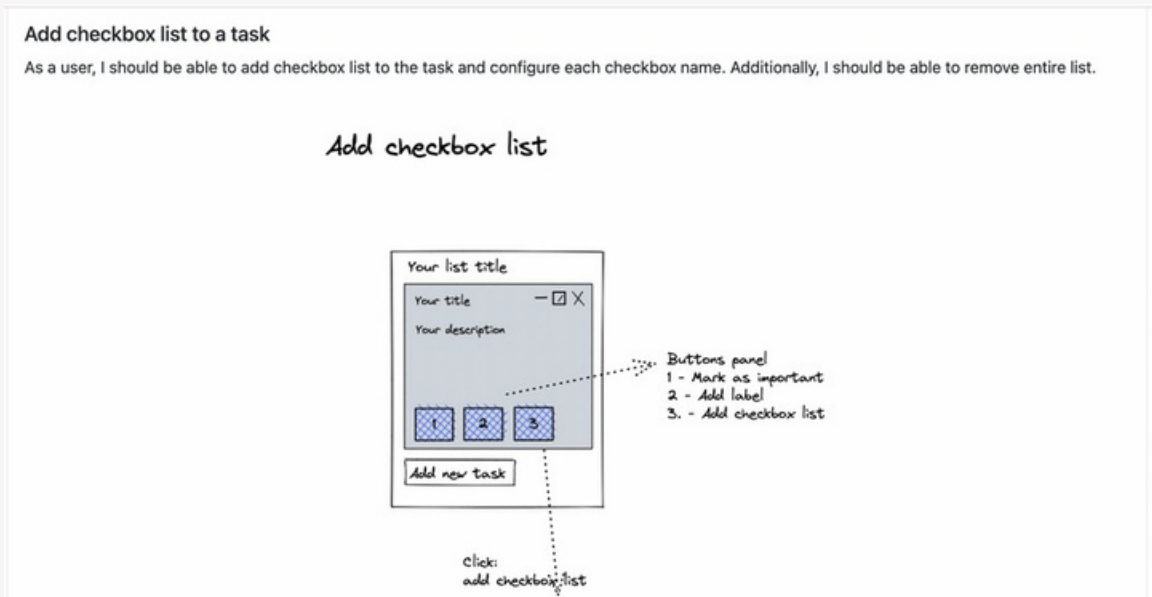 Add checkbox list to a task
As a user, I should be able to add checkbox list to the task and configure each checkbox name. Additionally, I should be able to remove entire list.
Add checkbox list
Your list title
Your title
Your description
1 2 3
Add new task
Buttons panel
1 - Mark as important
2 - Add label
3. - Add checkbox list
Click:
add checkbox list